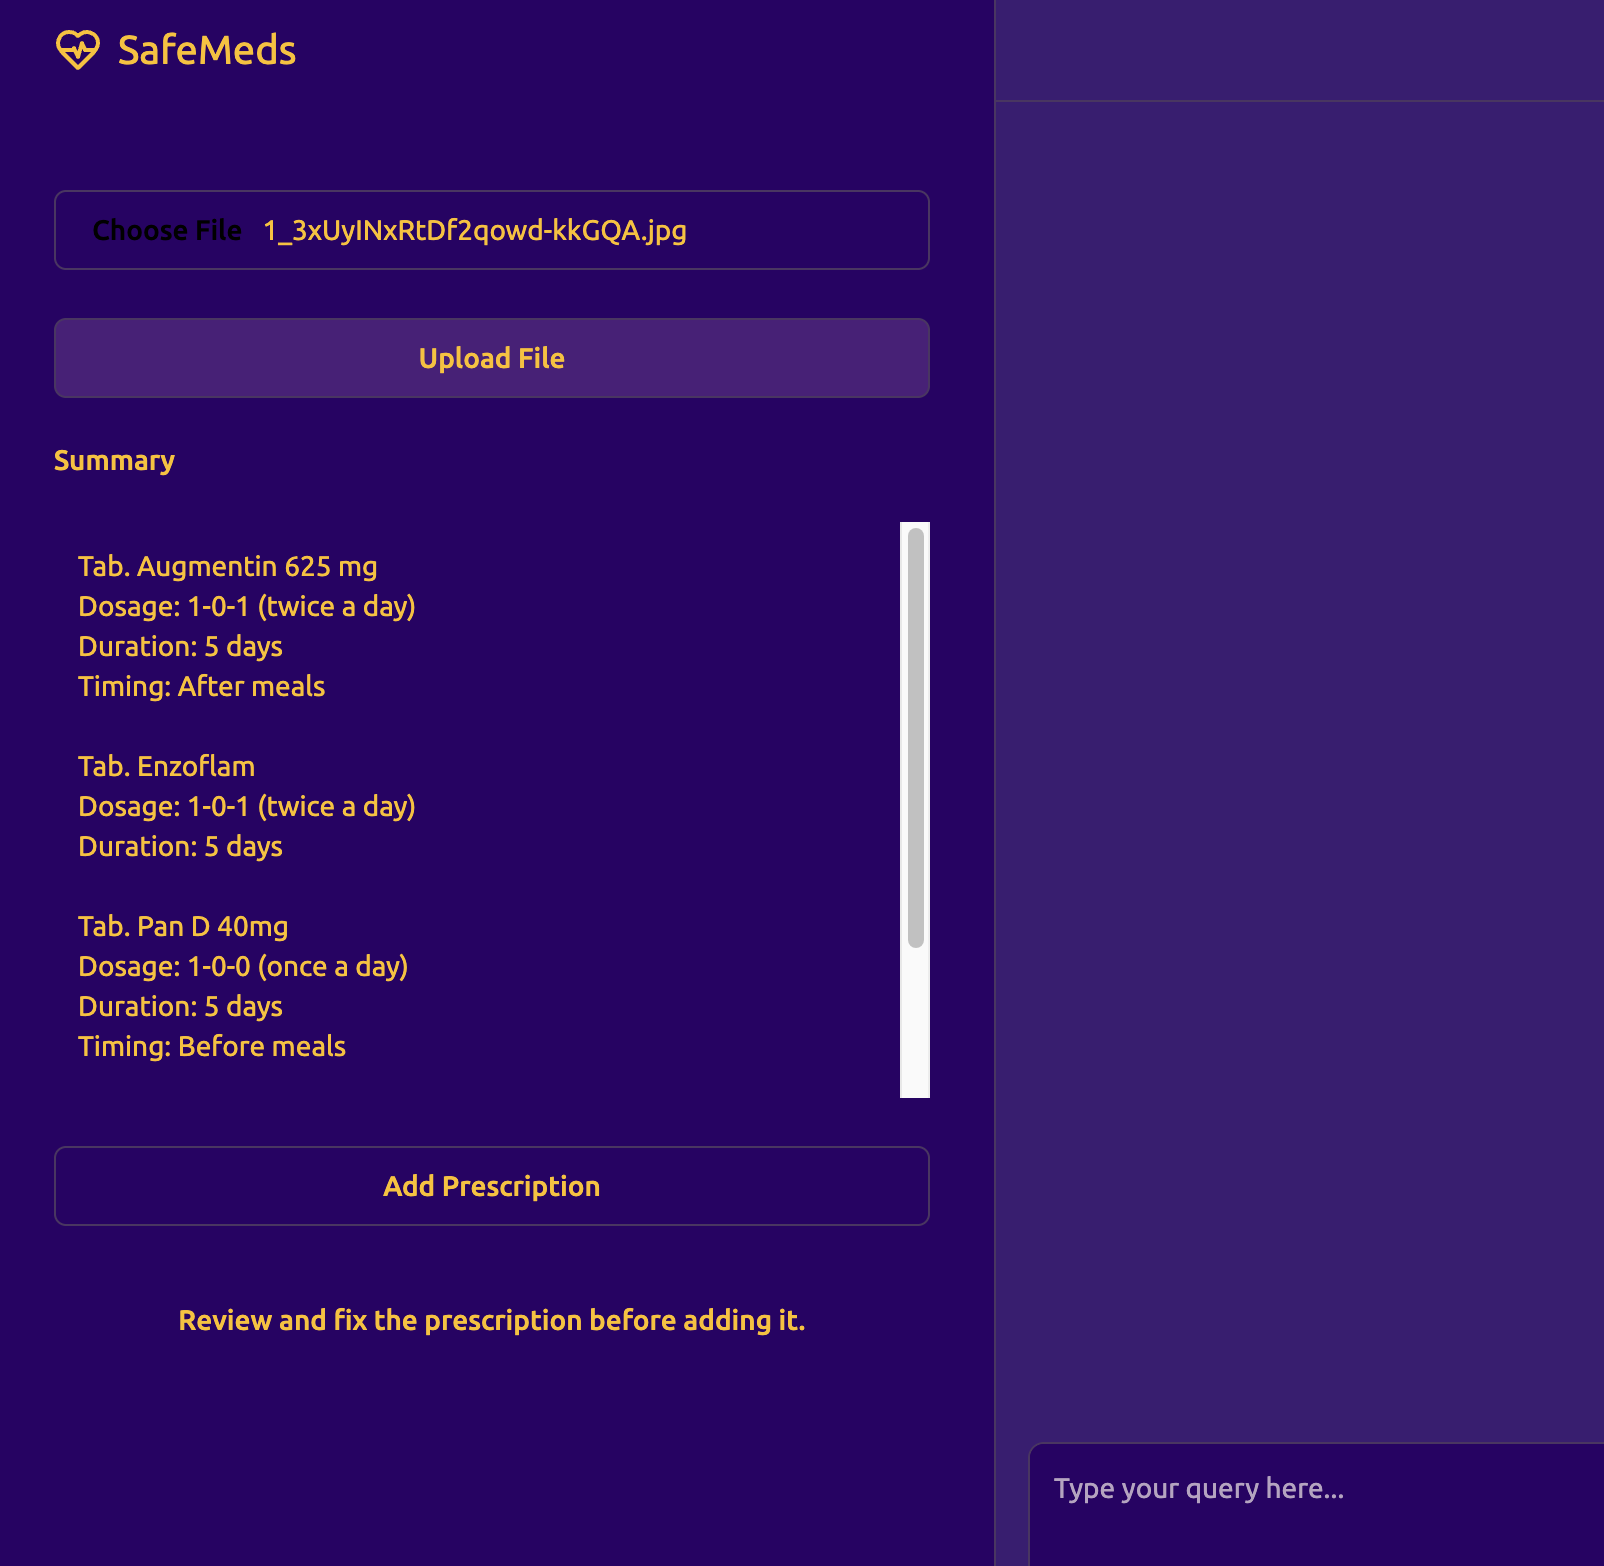 SafeMeds
Choose File 1_3xUyINxRtDf2qowd-kkGQA.jpg
Upload File
Summary
Tab. Augmentin 625 mg
Dosage: 1-0-1 (twice a day)
Duration: 5 days
Timing: After meals
Tab. Enzoflam
Dosage: 1-0-1 (twice a day)
Duration: 5 days
Tab. Pan D 40mg
Dosage: 1-0-0 (once a day)
Duration: 5 days
Timing: Before meals
Add Prescription
Review and fix the prescription before adding it.
Type your query here...